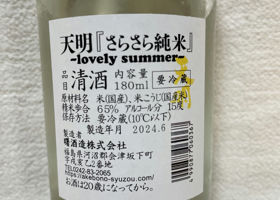 天明『さらさら純米』
~lovely summer~
品目 清酒 内容量 180ml 要冷蔵
原材料名 米(国産)、米こうじ(国産米)
精米歩合 65% アルコール分 15度
保存方法 要冷蔵(10℃以下)
製造年月 2024.6
製造者
曙酒造株式会社
福島県河沼郡会津坂下町
字戌亥乙2番地
TEL0242-83-2065
https://akebono-syuzou.com/
お酒は20歳になってから。